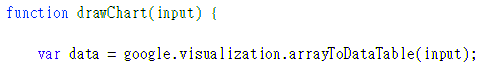 function drawChart(input) {
var data = google.visualization.arrayToDataTable(input);